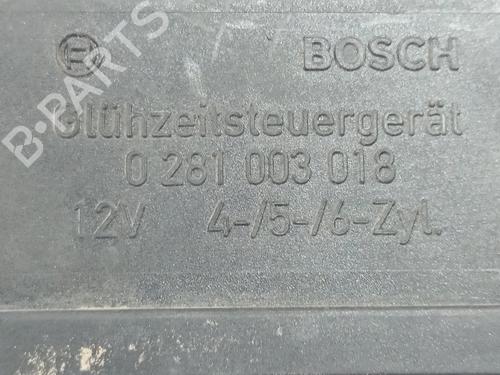 BOSCH
Glühzeitsteuergerät
0 281 003 018
12V 4-/5-/6-Zyl.
B-PARTS